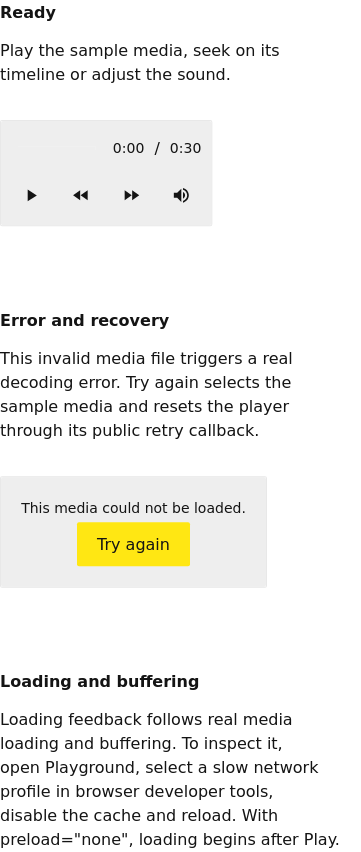 Ready
Play the sample media, seek on its
timeline or adjust the sound.
0:00 / 0:30
Error and recovery
This invalid media file triggers a real
decoding error. Try again selects the
sample media and resets the player
through its public retry callback.
This media could not be loaded.
Try again
Loading and buffering
Loading feedback follows real media
loading and buffering. To inspect it,
open Playground, select a slow network
profile in browser developer tools,
disable the cache and reload. With
preload="none", loading begins after Play.